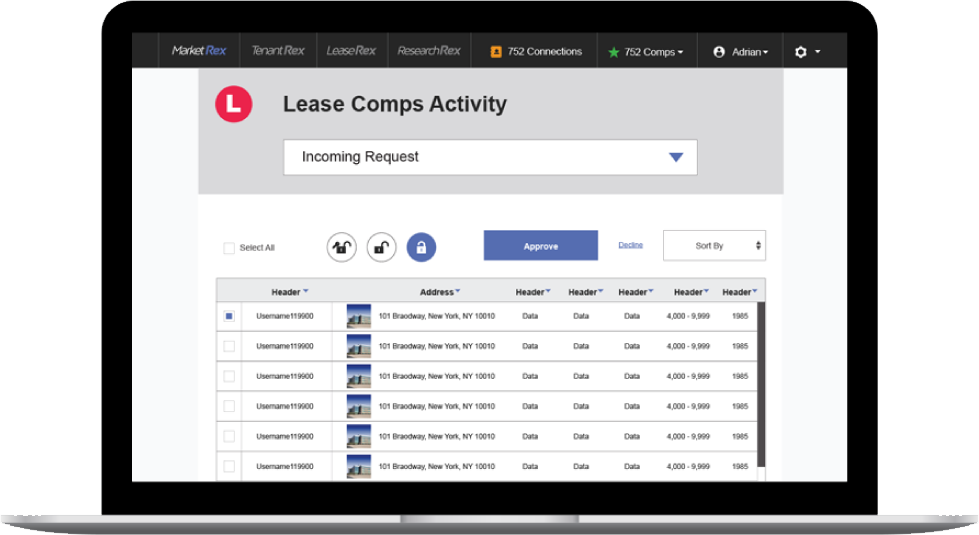 MarketRex TenantRex LeaseRex ResearchRex 752 Connections 752 Comps Adrian
L Lease Comps Activity
Incoming Request
Select All Approve Decline Sort By
Header Address Header Header Header Header Header
Username119900 101 Braodway, New York, NY 10010 Data Data Data 4,000 - 9,999 1985
Username119900 101 Braodway, New York, NY 10010 Data Data Data 4,000 - 9,999 1985
Username119900 101 Braodway, New York, NY 10010 Data Data Data 4,000 - 9,999 1985
Username119900 101 Braodway, New York, NY 10010 Data Data Data 4,000 - 9,999 1985
Username119900 101 Braodway, New York, NY 10010 Data Data Data 4,000 - 9,999 1985
Username119900 101 Braodway, New York, NY 10010 Data Data Data 4,000 - 9,999 1985